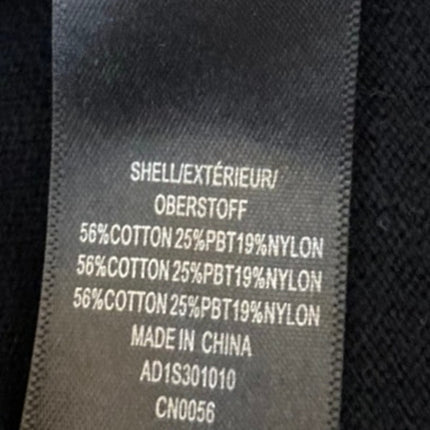 SHELL/EXTÉRIEUR/
OBERSTOFF
56%COTTON 25%PBT19%NYLON
56%COTTON 25%PBT19%NYLON
56%COTTON 25%PBT19%NYLON
MADE IN CHINA
AD1S301010
CN0056